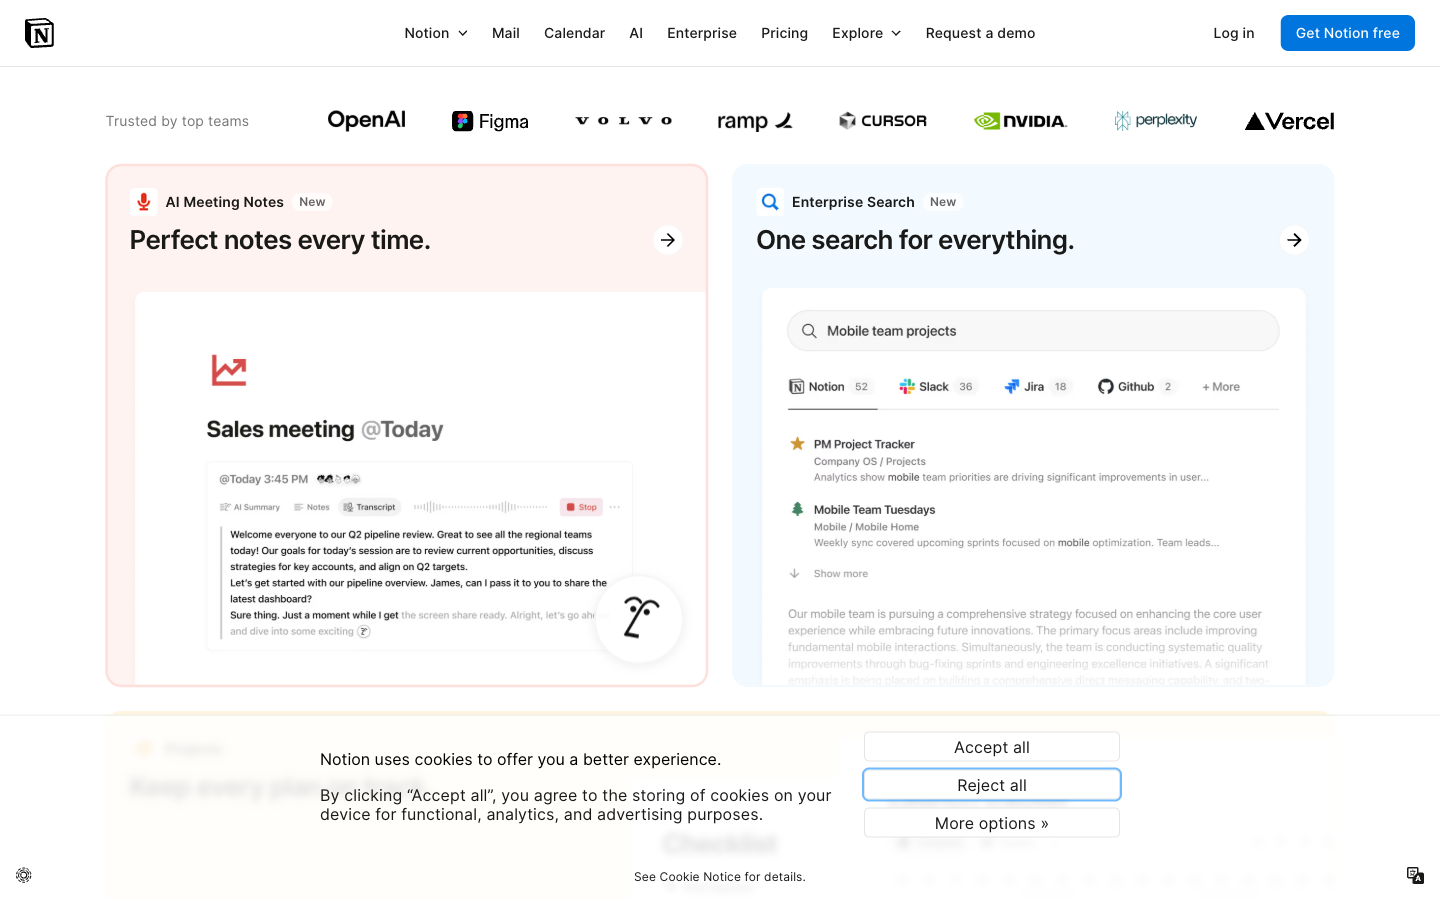 Notion
Mail
Calendar
AI
Enterprise
Pricing
Explore
Request a demo
Log in
Get Notion free
Trusted by top teams
OpenAI
Figma
VOLVO
ramp
CURSOR
NVIDIA.
perplexity
Vercel
AI Meeting Notes
New
Perfect notes every time.
Sales meeting @Today
@Today 3:45 PM
AI Summary
Notes
Transcript
Stop
Welcome everyone to our Q2 pipeline review. Great to see all the regional teams
today! Our goals for today's session are to review current opportunities, discuss
strategies for key accounts, and align on Q2 targets.
Let's get started with our pipeline overview. James, can I pass it to you to share the
latest dashboard?
Sure thing. Just a moment while I get the screen share ready. Alright, let's go
and dive into some exciting
Enterprise Search
New
One search for everything.
Mobile team projects
Notion 52
Slack 36
Jira 18
Github 2
+ More
PM Project Tracker
Company OS / Projects
Analytics show mobile team priorities are driving significant improvements in user...
Mobile Team Tuesdays
Mobile / Mobile Home
Weekly sync covered upcoming sprints focused on mobile optimization. Team leads...
Show more
Our mobile team is pursuing a comprehensive strategy focused on enhancing the core user
experience while embracing future innovations. The primary focus areas include improving
fundamental mobile interactions. Simultaneously, the team is conducting systematic quality
improvements through bug-fixing sprints and engineering excellence initiatives. A significant
emphasis is being placed on building a comprehensive direct messaging capability, and two-
Keep every plan on track
Checklist
Notion uses cookies to offer you a better experience.
By clicking “Accept all”, you agree to the storing of cookies on your
device for functional, analytics, and advertising purposes.
Accept all
Reject all
More options »
See Cookie Notice for details.